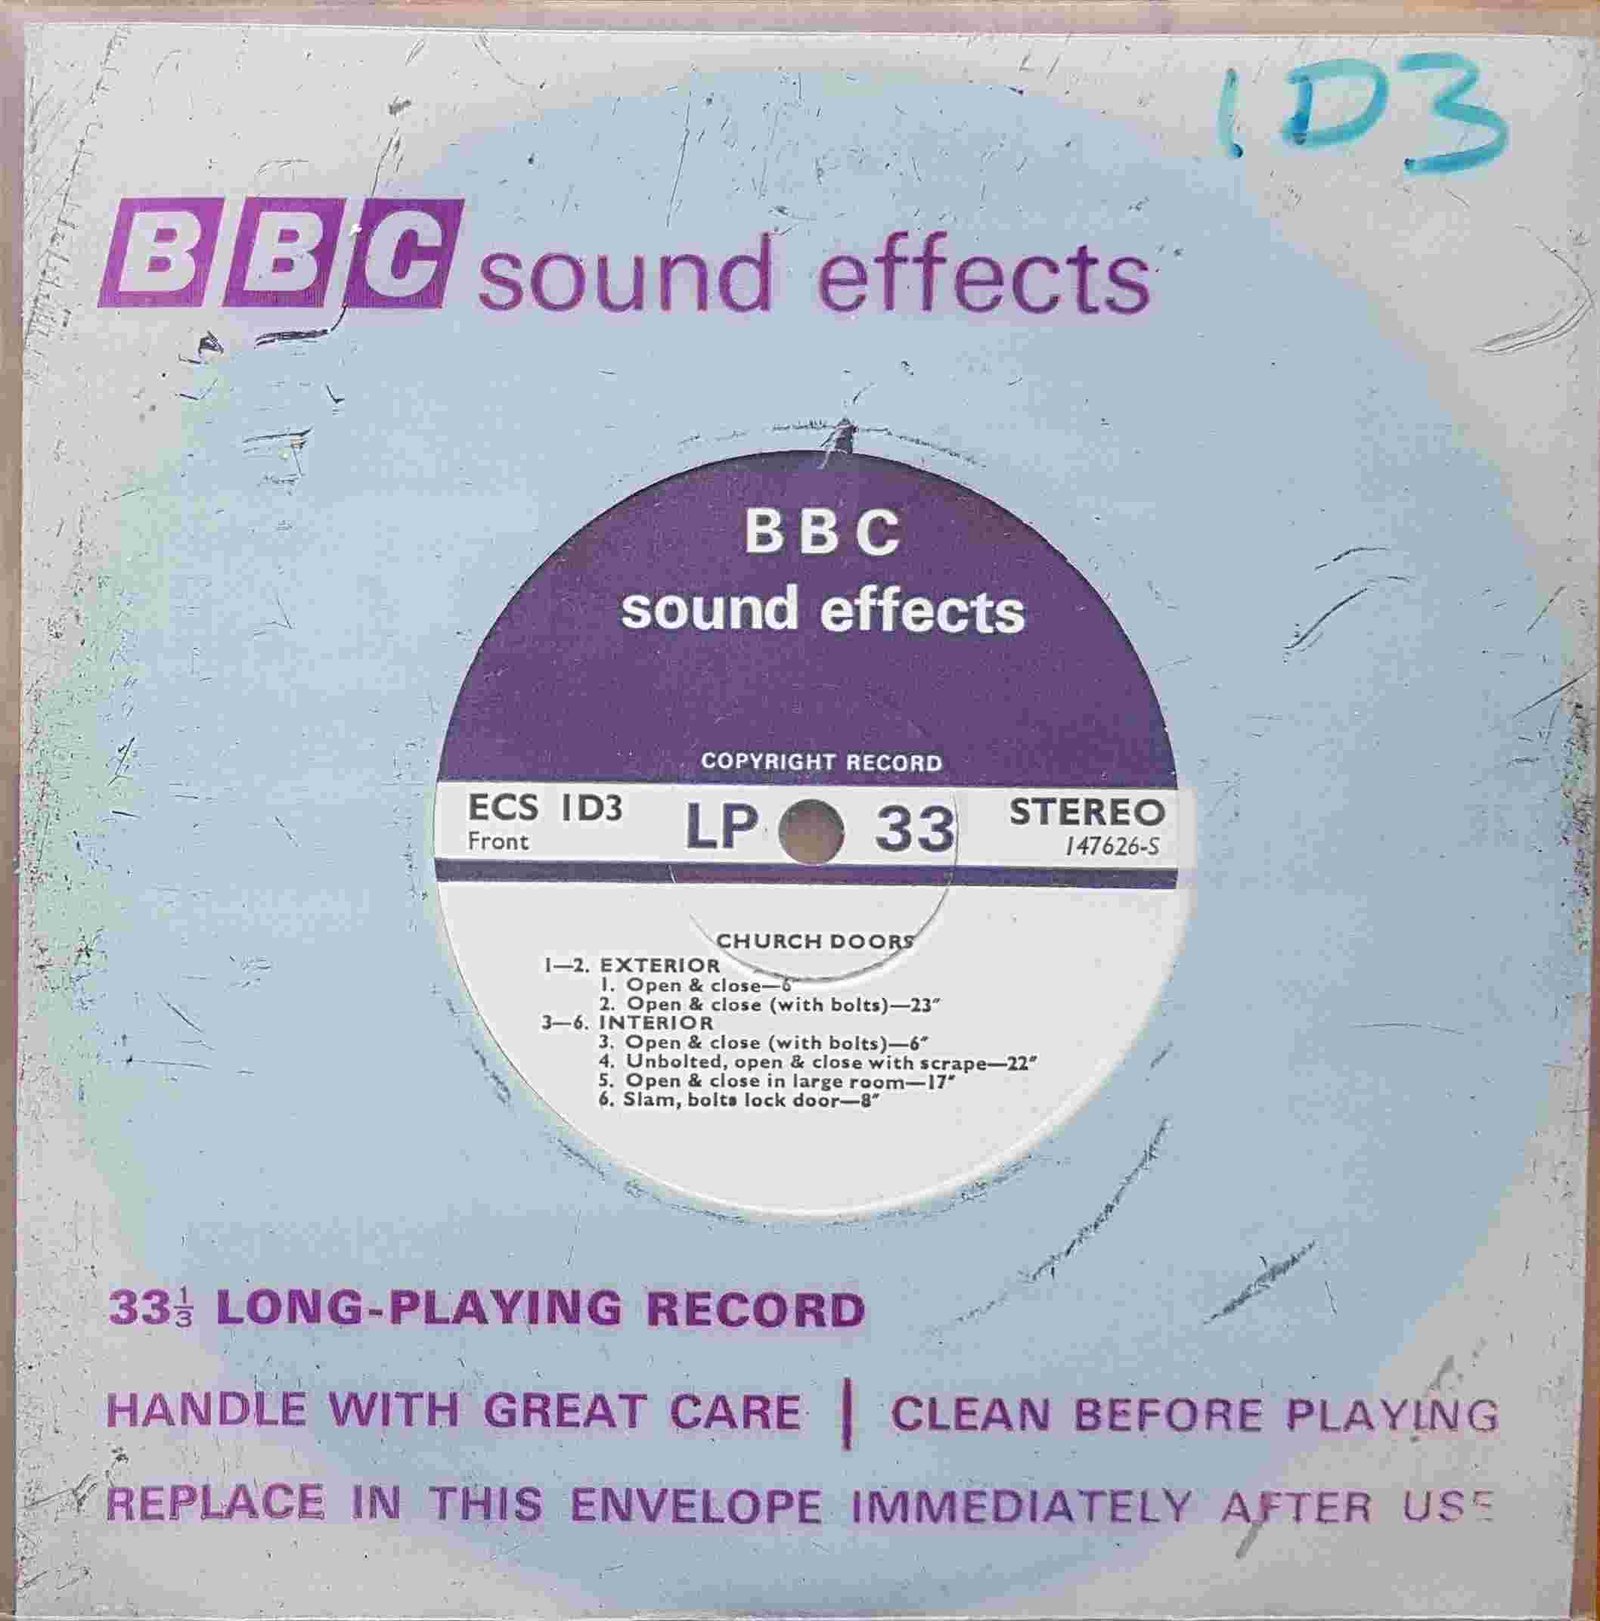 1D3
BBC sound effects
BBC
sound effects
COPYRIGHT RECORD
ECS 1D3
Front
LP 33
STEREO
147626-S
CHURCH DOORS
1—2. EXTERIOR
1. Open & close—6″
2. Open & close (with bolts)—23″
3—6. INTERIOR
3. Open & close (with bolts)—6″
4. Unbolted, open & close with scrape—22″
5. Open & close in large room—17″
6. Slam, bolts lock door—8″
33⅓ LONG-PLAYING RECORD
HANDLE WITH GREAT CARE | CLEAN BEFORE PLAYING
REPLACE IN THIS ENVELOPE IMMEDIATELY AFTER USE